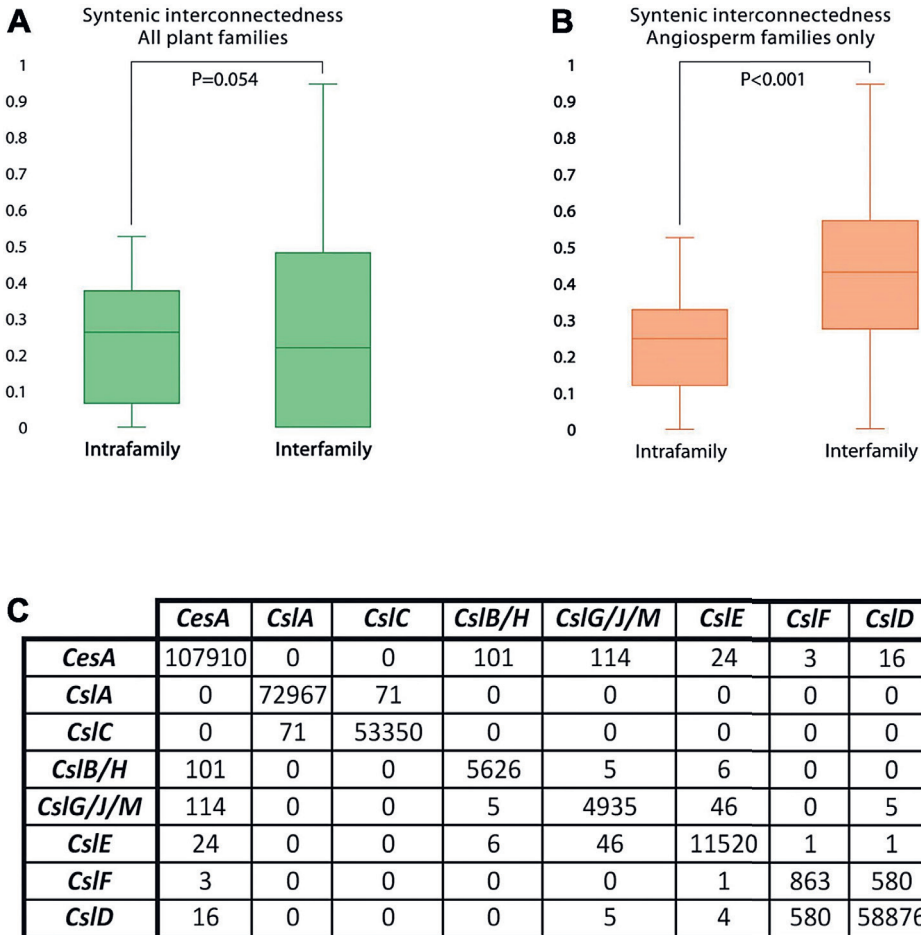 A
Syntenic interconnectedness
All plant families
1
P=0.054
0.9
0.8
0.7
0.6
0.5
0.4
0.3
0.2
0.1
0
Intrafamily Interfamily
B
Syntenic interconnectedness
Angiosperm families only
1
P<0.001
0.9
0.8
0.7
0.6
0.5
0.4
0.3
0.2
0.1
0
Intrafamily Interfamily
C
CesA CslA CslC CslB/H CslG/J/M CslE CslF CslD
CesA 107910 0 0 101 114 24 3 16
CslA 0 72967 71 0 0 0 0 0
CslC 0 71 53350 0 0 0 0 0
CslB/H 101 0 0 5626 5 6 0 0
CslG/J/M 114 0 0 5 4935 46 0 5
CslE 24 0 0 6 46 11520 1 1
CslF 3 0 0 0 0 1 863 580
CslD 16 0 0 0 5 4 580 58876